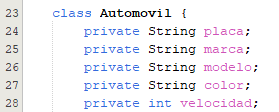 23 class Automovil {
24 private String placa;
25 private String marca;
26 private String modelo;
27 private String color;
28 private int velocidad;